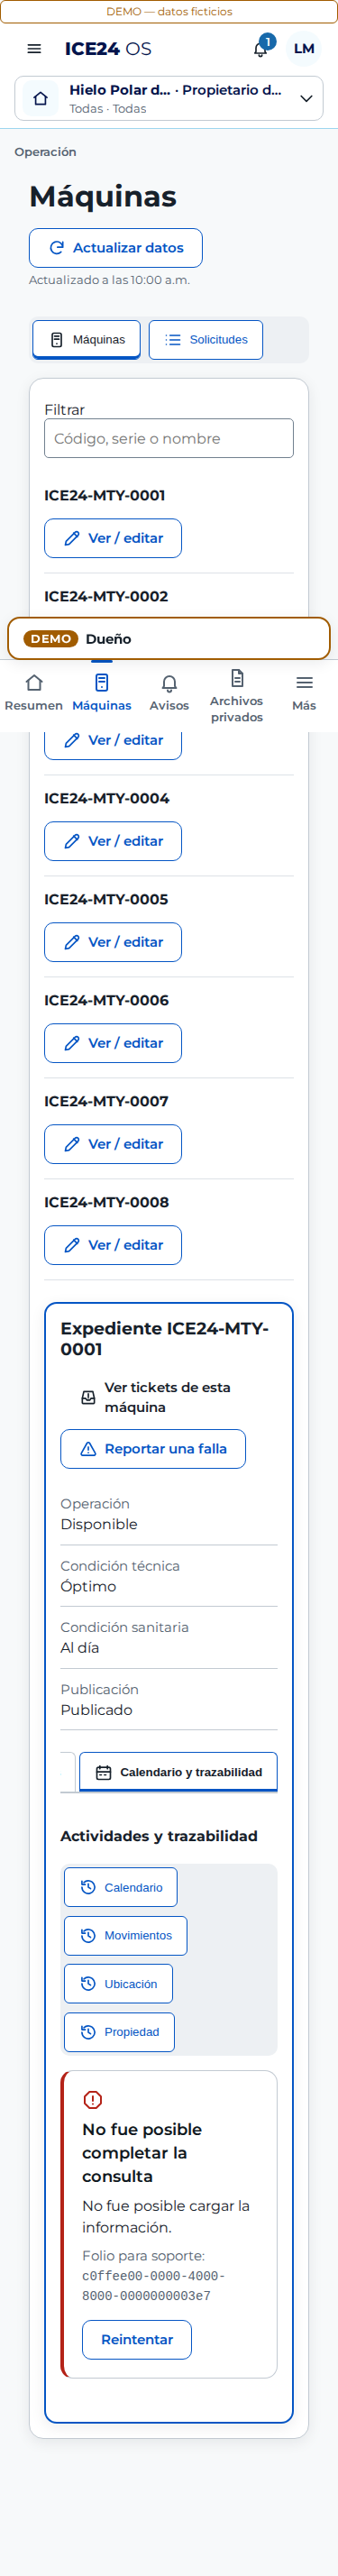 DEMO — datos ficticios
ICE24 OS
1
LM
Hielo Polar d... · Propietario d...
Todas · Todas
Operación
Máquinas
Actualizar datos
Actualizado a las 10:00 a.m.
Máquinas
Solicitudes
Filtrar
Código, serie o nombre
ICE24-MTY-0001
Ver / editar
ICE24-MTY-0002
DEMO Dueño
Resumen
Máquinas
Avisos
Archivos
privados
Más
Ver / editar
ICE24-MTY-0004
Ver / editar
ICE24-MTY-0005
Ver / editar
ICE24-MTY-0006
Ver / editar
ICE24-MTY-0007
Ver / editar
ICE24-MTY-0008
Ver / editar
Expediente ICE24-MTY-
0001
Ver tickets de esta
máquina
Reportar una falla
Operación
Disponible
Condición técnica
Óptimo
Condición sanitaria
Al día
Publicación
Publicado
Calendario y trazabilidad
Actividades y trazabilidad
Calendario
Movimientos
Ubicación
Propiedad
No fue posible
completar la
consulta
No fue posible cargar la
información.
Folio para soporte:
c0ffee00-0000-4000-
8000-0000000003e7
Reintentar